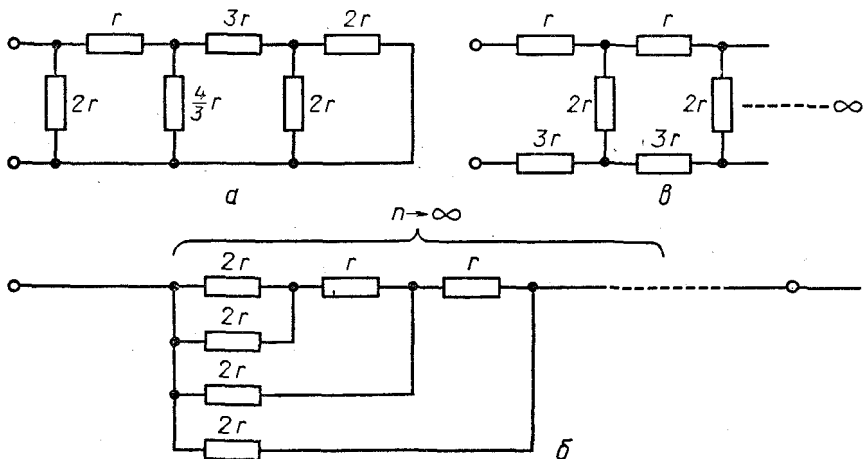 r 3r 2r r r
2r 4/3 r 2r 2r 2r ∞
3r 3r
а в
n→∞
2r r r
2r
2r
2r
б